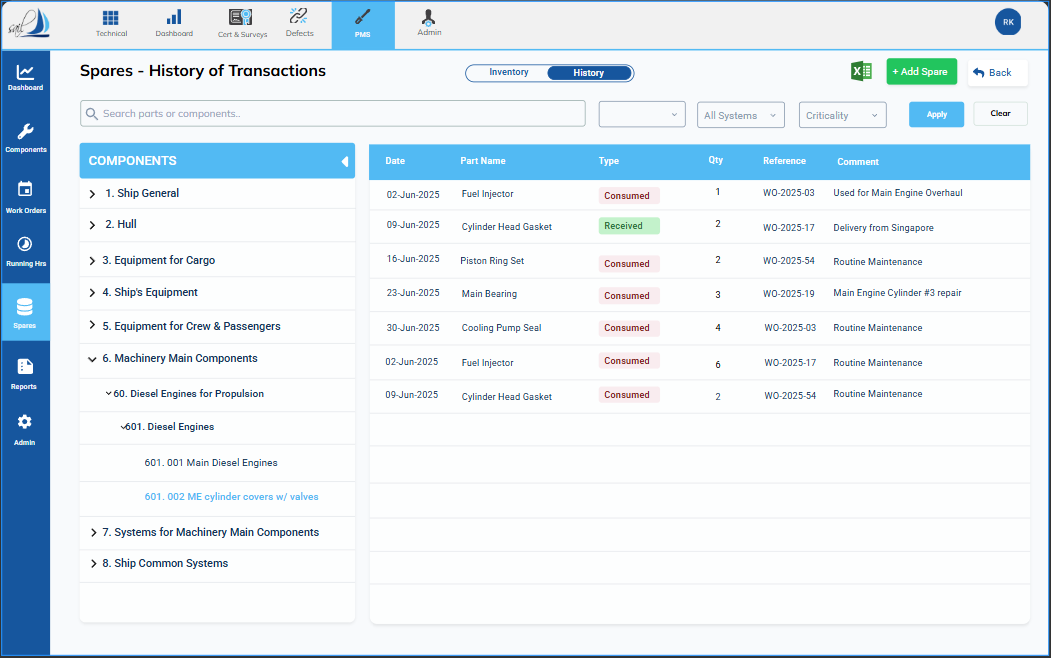 sail
Technical
Dashboard
Cert & Surveys
Defects
PMS
Admin
RK
Dashboard
Components
Work Orders
Running Hrs
Spares
Reports
Admin
Spares - History of Transactions
Inventory History
+ Add Spare
Back
Search parts or components..
All Systems
Criticality
Apply
Clear
COMPONENTS
1. Ship General
2. Hull
3. Equipment for Cargo
4. Ship's Equipment
5. Equipment for Crew & Passengers
6. Machinery Main Components
60. Diesel Engines for Propulsion
601. Diesel Engines
601. 001 Main Diesel Engines
601. 002 ME cylinder covers w/ valves
7. Systems for Machinery Main Components
8. Ship Common Systems
Date Part Name Type Qty Reference Comment
02-Jun-2025 Fuel Injector Consumed 1 WO-2025-03 Used for Main Engine Overhaul
09-Jun-2025 Cylinder Head Gasket Received 2 WO-2025-17 Delivery from Singapore
16-Jun-2025 Piston Ring Set Consumed 2 WO-2025-54 Routine Maintenance
23-Jun-2025 Main Bearing Consumed 3 WO-2025-19 Main Engine Cylinder #3 repair
30-Jun-2025 Cooling Pump Seal Consumed 4 WO-2025-03 Routine Maintenance
02-Jun-2025 Fuel Injector Consumed 6 WO-2025-17 Routine Maintenance
09-Jun-2025 Cylinder Head Gasket Consumed 2 WO-2025-54 Routine Maintenance